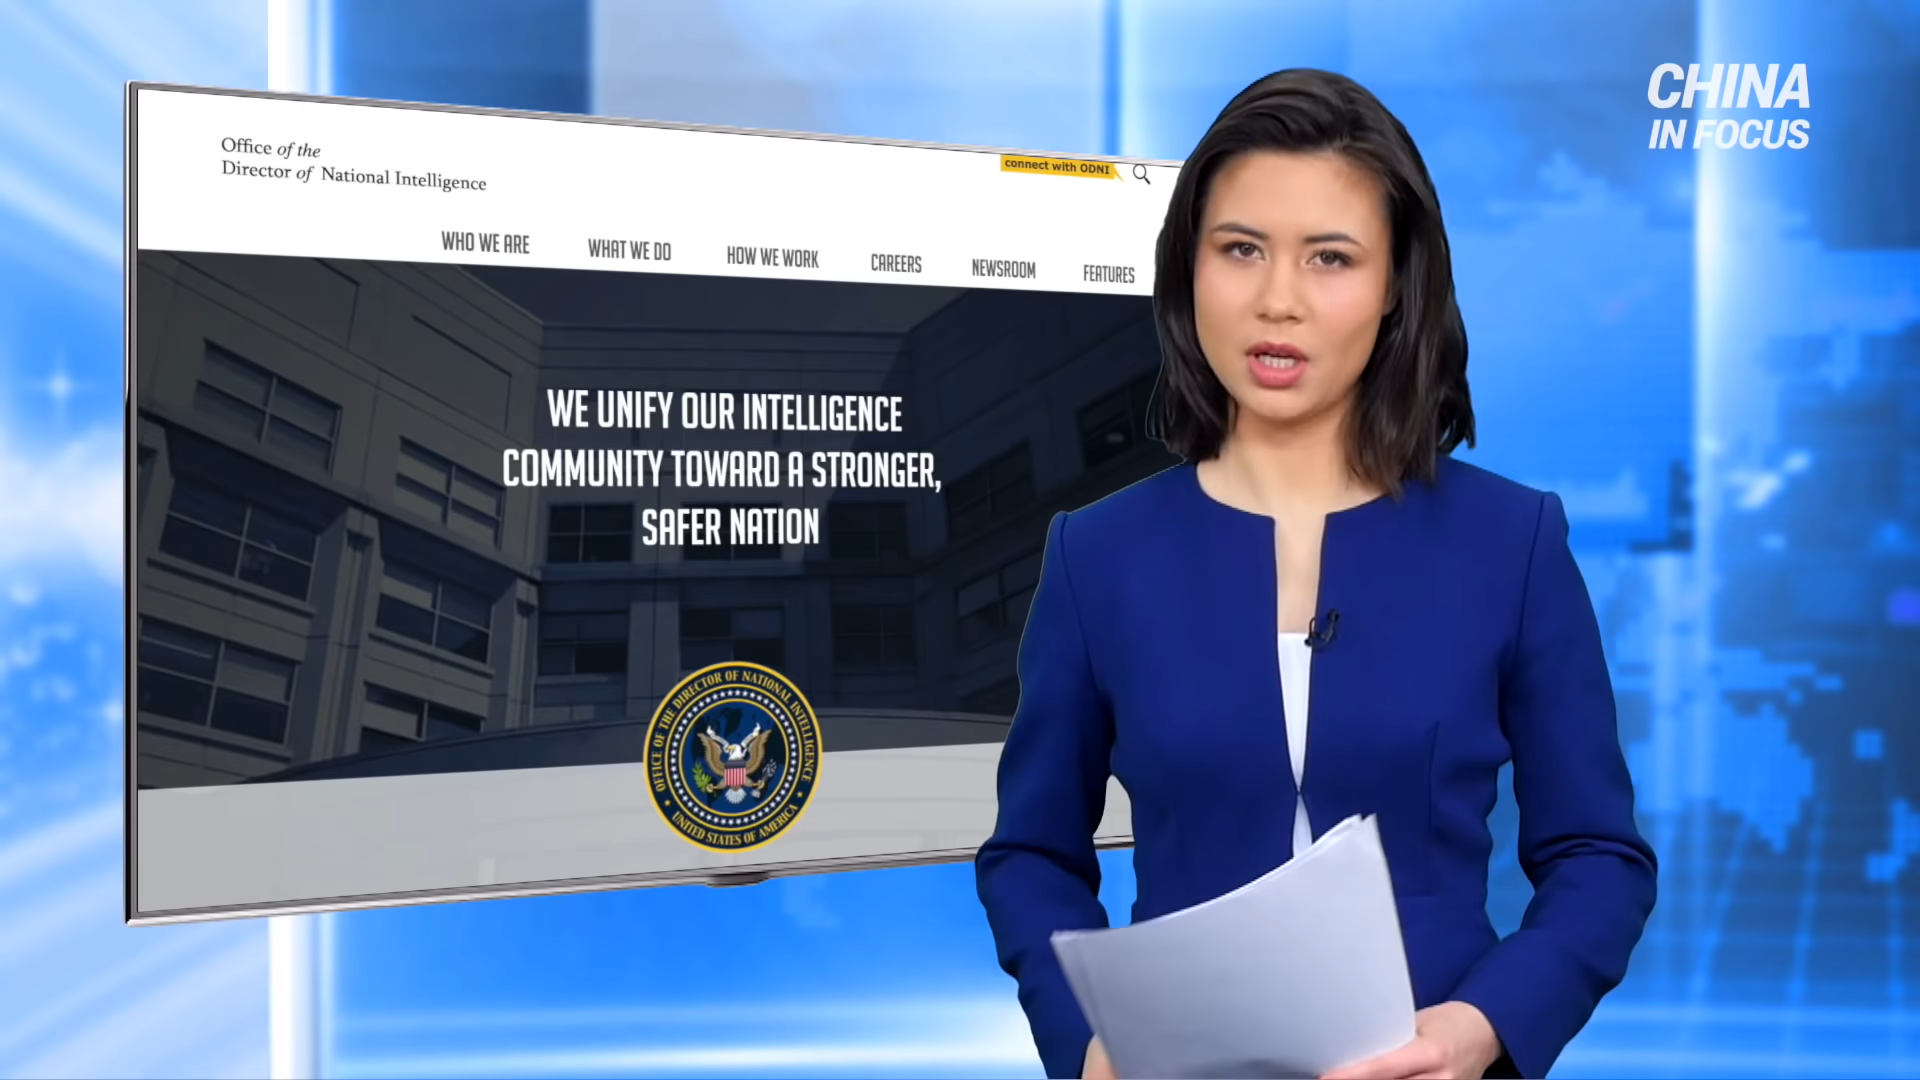 CHINA
IN FOCUS
Office of the
Director of National Intelligence
connect with ODNI
WHO WE ARE
WHAT WE DO
HOW WE WORK
CAREERS
NEWSROOM
FEATURES
WE UNIFY OUR INTELLIGENCE
COMMUNITY TOWARD A STRONGER,
SAFER NATION
OFFICE OF THE DIRECTOR OF NATIONAL INTELLIGENCE
UNITED STATES OF AMERICA